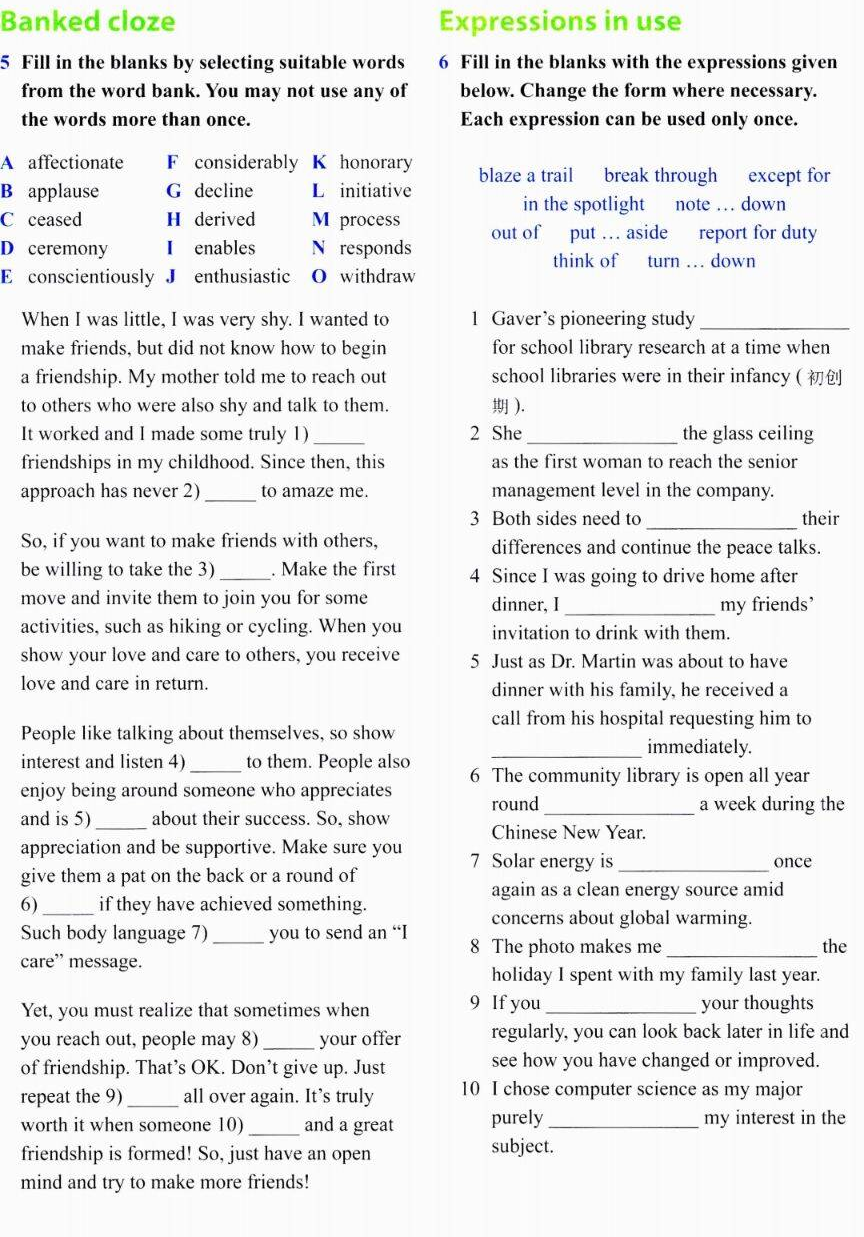 Banked cloze
5 Fill in the blanks by selecting suitable words
from the word bank. You may not use any of
the words more than once.
A affectionate F considerably K honorary
B applause G decline L initiative
C ceased H derived M process
D ceremony I enables N responds
E conscientiously J enthusiastic O withdraw
When I was little, I was very shy. I wanted to
make friends, but did not know how to begin
a friendship. My mother told me to reach out
to others who were also shy and talk to them.
It worked and I made some truly 1) _____
friendships in my childhood. Since then, this
approach has never 2) _____ to amaze me.
So, if you want to make friends with others,
be willing to take the 3) _____. Make the first
move and invite them to join you for some
activities, such as hiking or cycling. When you
show your love and care to others, you receive
love and care in return.
People like talking about themselves, so show
interest and listen 4) _____ to them. People also
enjoy being around someone who appreciates
and is 5) _____ about their success. So, show
appreciation and be supportive. Make sure you
give them a pat on the back or a round of
6) _____ if they have achieved something.
Such body language 7) _____ you to send an “I
care” message.
Yet, you must realize that sometimes when
you reach out, people may 8) _____ your offer
of friendship. That’s OK. Don’t give up. Just
repeat the 9) _____ all over again. It’s truly
worth it when someone 10) _____ and a great
friendship is formed! So, just have an open
mind and try to make more friends!
Expressions in use
6 Fill in the blanks with the expressions given
below. Change the form where necessary.
Each expression can be used only once.
blaze a trail break through except for
in the spotlight note … down
out of put … aside report for duty
think of turn … down
1 Gaver’s pioneering study _______________
for school library research at a time when
school libraries were in their infancy ( 初创
期 ).
2 She _______________ the glass ceiling
as the first woman to reach the senior
management level in the company.
3 Both sides need to _______________ their
differences and continue the peace talks.
4 Since I was going to drive home after
dinner, I _______________ my friends’
invitation to drink with them.
5 Just as Dr. Martin was about to have
dinner with his family, he received a
call from his hospital requesting him to
_______________ immediately.
6 The community library is open all year
round _______________ a week during the
Chinese New Year.
7 Solar energy is _______________ once
again as a clean energy source amid
concerns about global warming.
8 The photo makes me _______________ the
holiday I spent with my family last year.
9 If you _______________ your thoughts
regularly, you can look back later in life and
see how you have changed or improved.
10 I chose computer science as my major
purely _______________ my interest in the
subject.